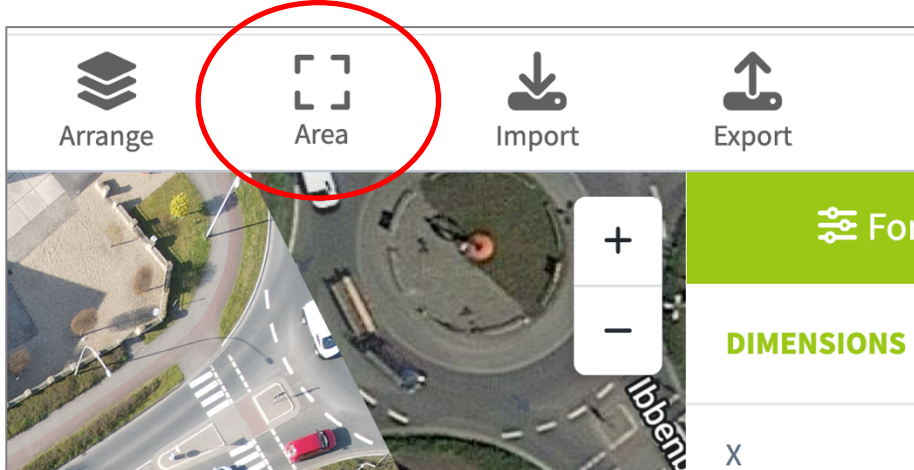 Arrange
Area
Import
Export
+
−
DIMENSIONS
X